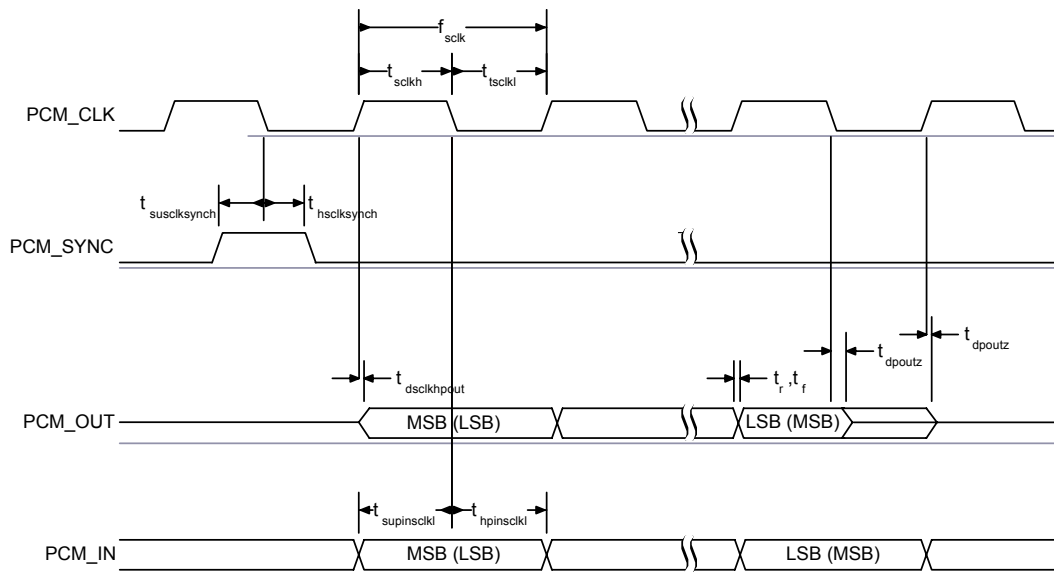 f sclk
t sclkh
t tsclkl
PCM_CLK
t susclksynch
t hsclksynch
PCM_SYNC
t dpoutz
t dpoutz
t dsclkhpout
t r ,t f
PCM_OUT
MSB (LSB)
LSB (MSB)
t supinsclkl
t hpinsclkl
PCM_IN
MSB (LSB)
LSB (MSB)